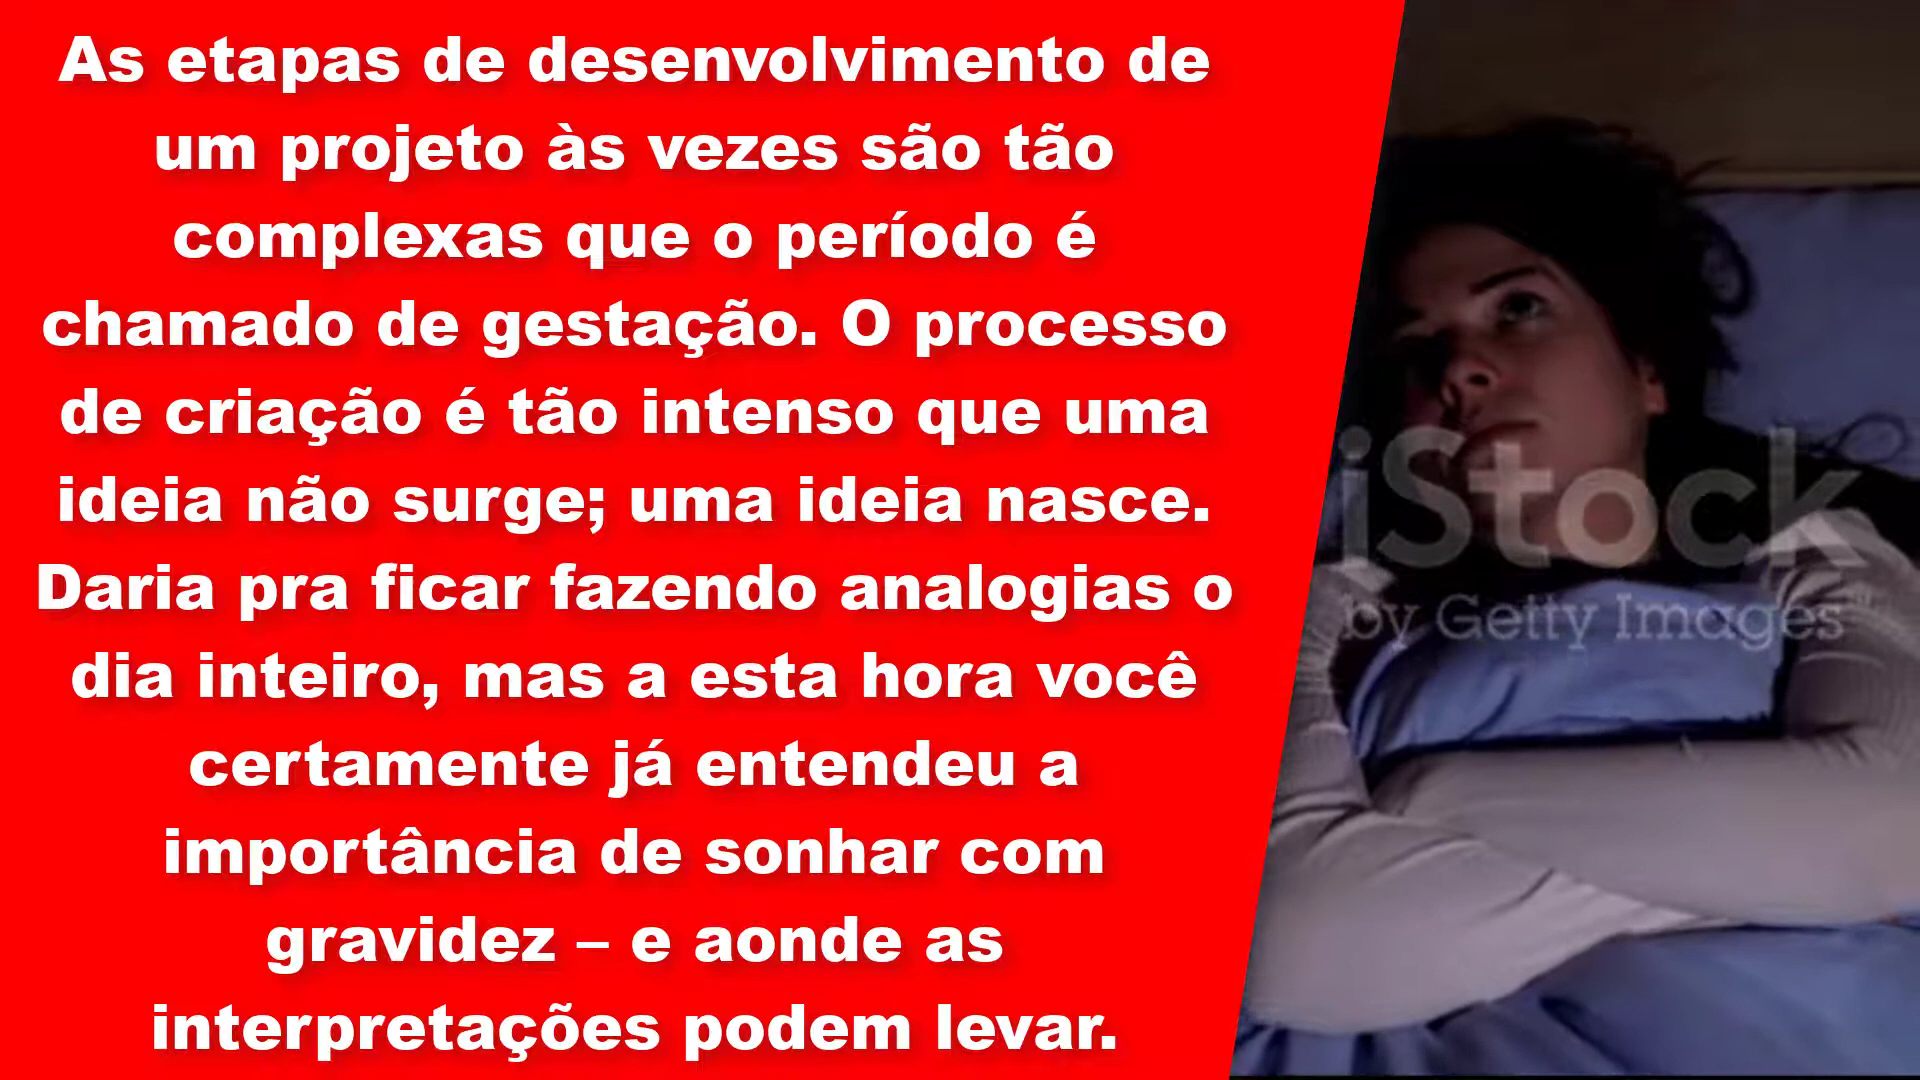 As etapas de desenvolvimento de
um projeto às vezes são tão
complexas que o período é
chamado de gestação. O processo
de criação é tão intenso que uma
ideia não surge; uma ideia nasce.
Daria pra ficar fazendo analogias o
dia inteiro, mas a esta hora você
certamente já entendeu a
importância de sonhar com
gravidez – e aonde as
interpretações podem levar.
iStock
by Getty Images™